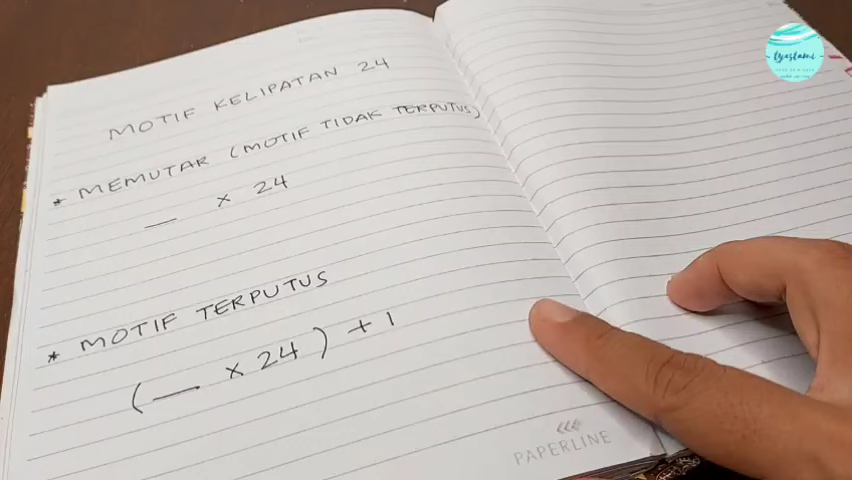 MOTIF KELIPATAN 24
* MEMUTAR (MOTIF TIDAK TERPUTUS)
__ x 24
* MOTIF TERPUTUS
(__ x 24) + 1
PAPERLINE